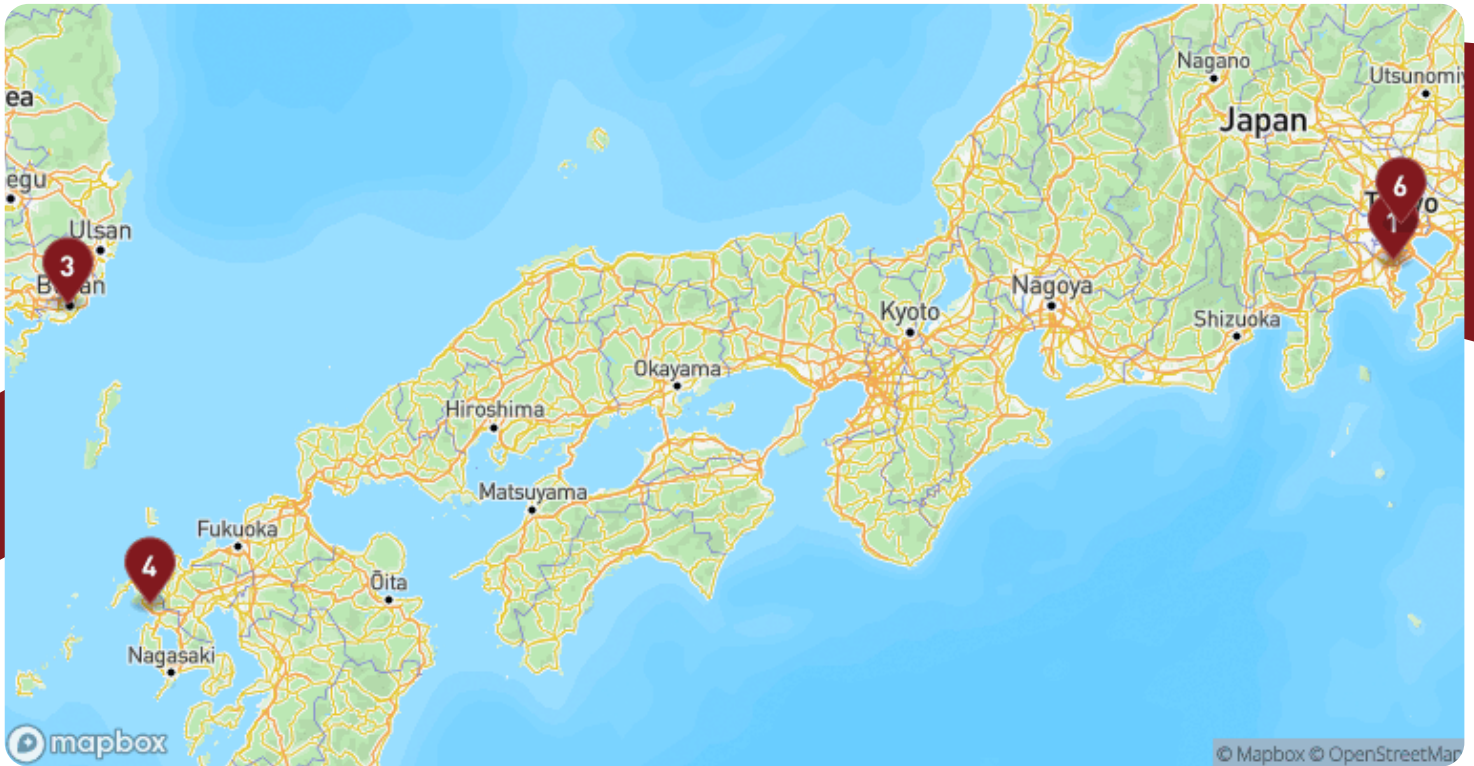 Nagano
Utsunomiy
ea
Japan
egu
6
1
Ulsan
3
Kyoto
Nagoya
Shizuoka
Okayama
Hiroshima
Matsuyama
Fukuoka
4
Ōita
Nagasaki
mapbox
© Mapbox © OpenStreetMap